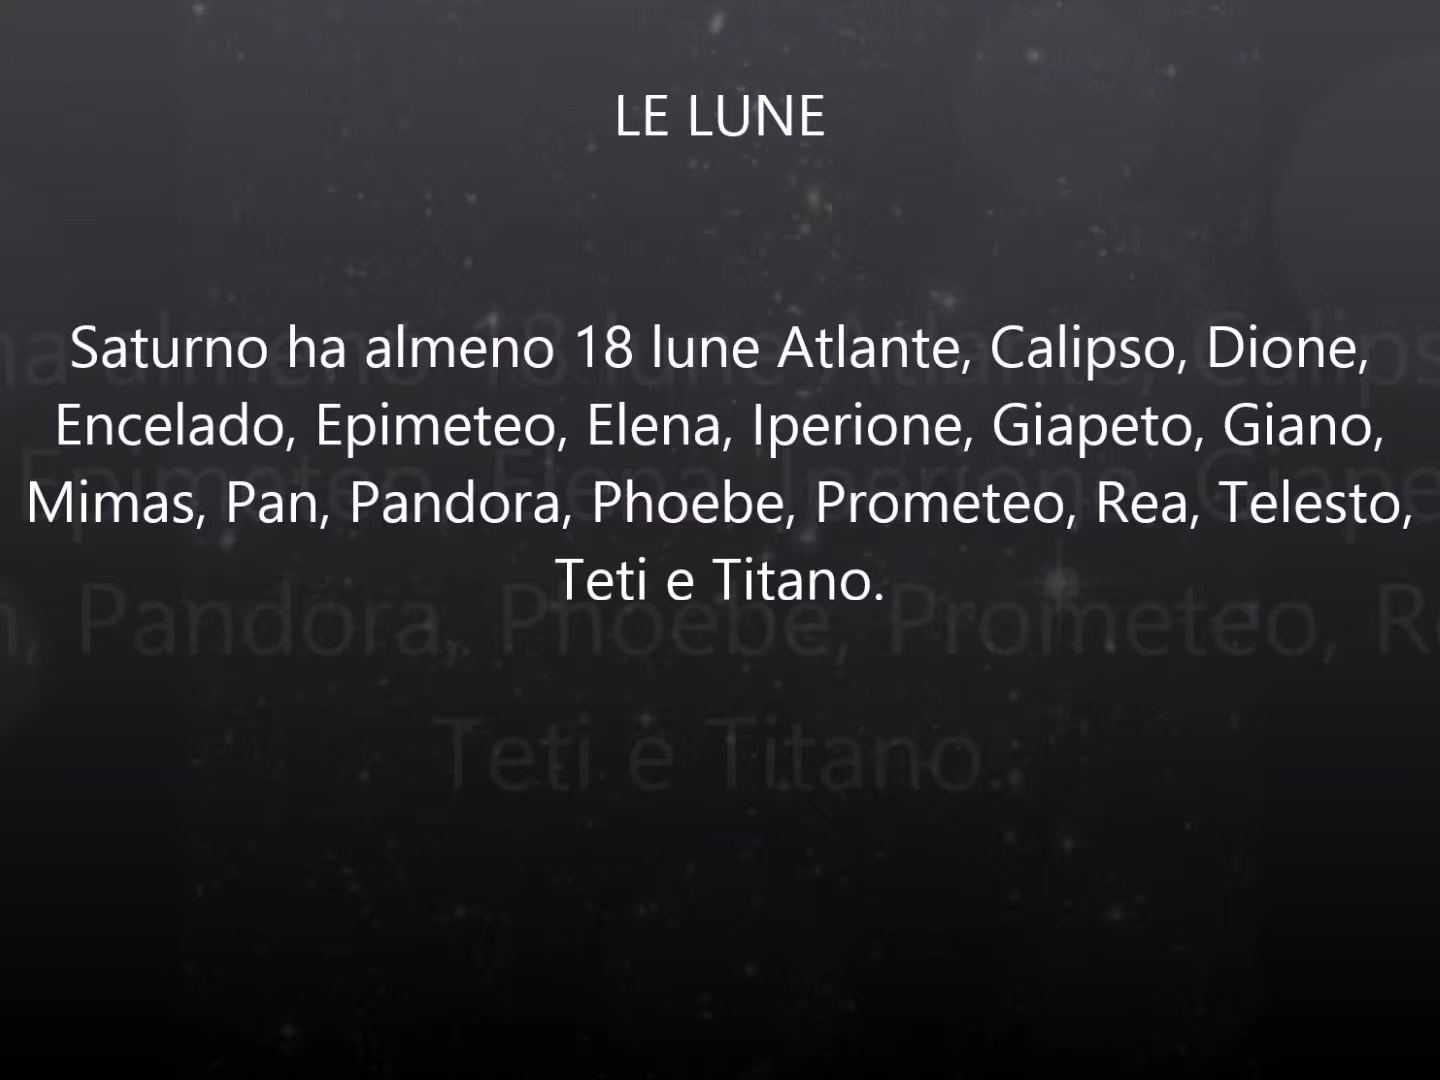 LE LUNE
Saturno ha almeno 18 lune Atlante, Calipso, Dione,
Encelado, Epimeteo, Elena, Iperione, Giapeto, Giano,
Mimas, Pan, Pandora, Phoebe, Prometeo, Rea, Telesto,
Teti e Titano.